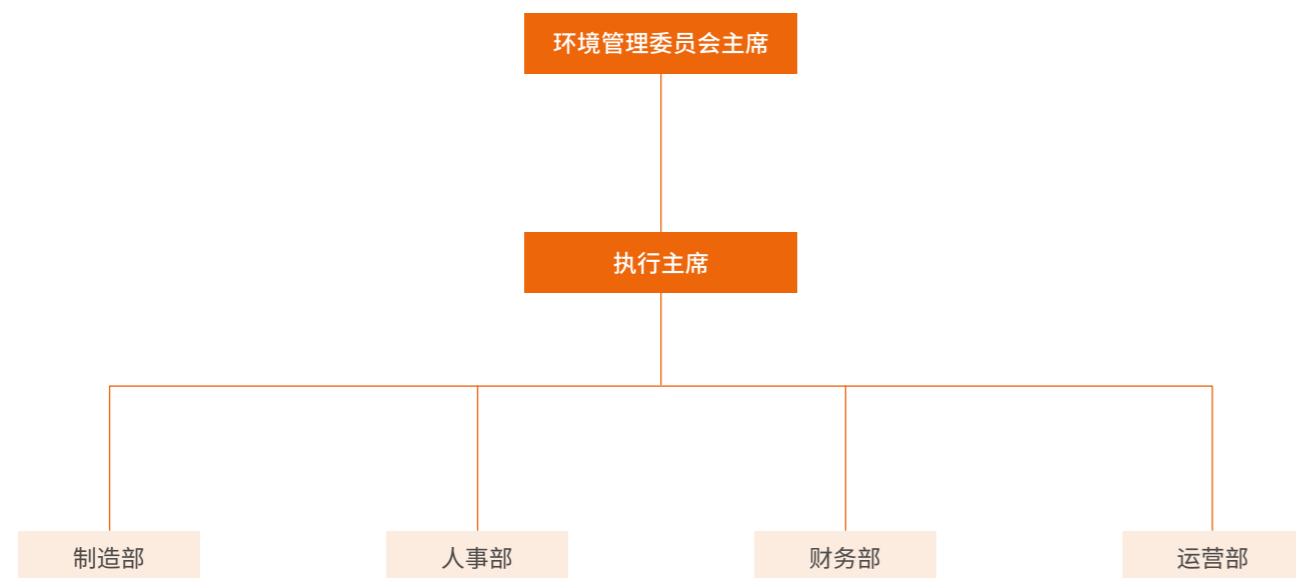 环境管理委员会主席
执行主席
制造部
人事部
财务部
运营部